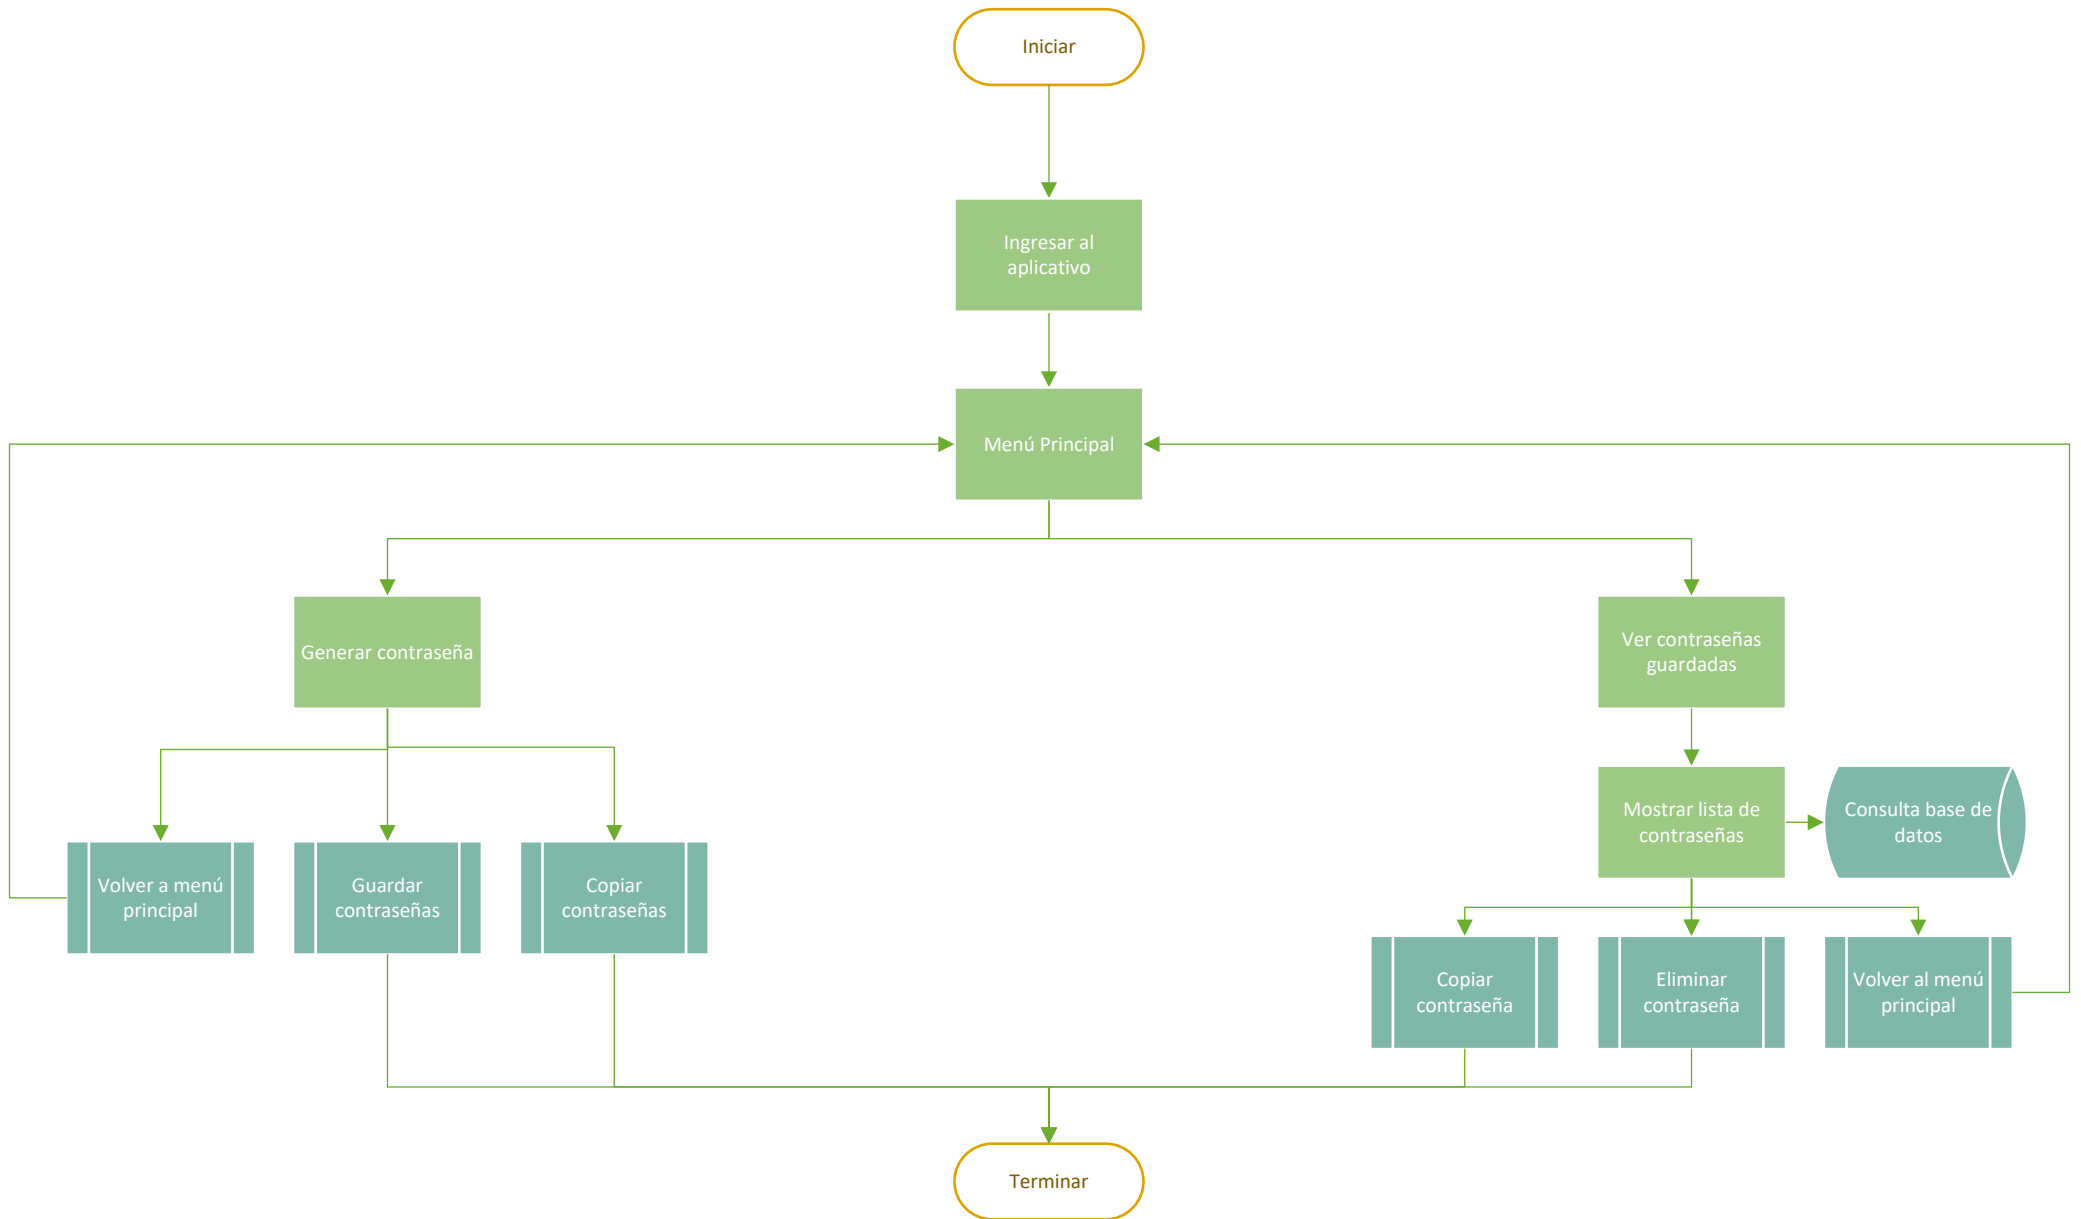 Iniciar
Ingresar al
aplicativo
Menú Principal
Generar contraseña
Ver contraseñas
guardadas
Mostrar lista de
contraseñas
Consulta base de
datos
Volver a menú
principal
Guardar
contraseñas
Copiar
contraseñas
Copiar
contraseña
Eliminar
contraseña
Volver al menú
principal
Terminar